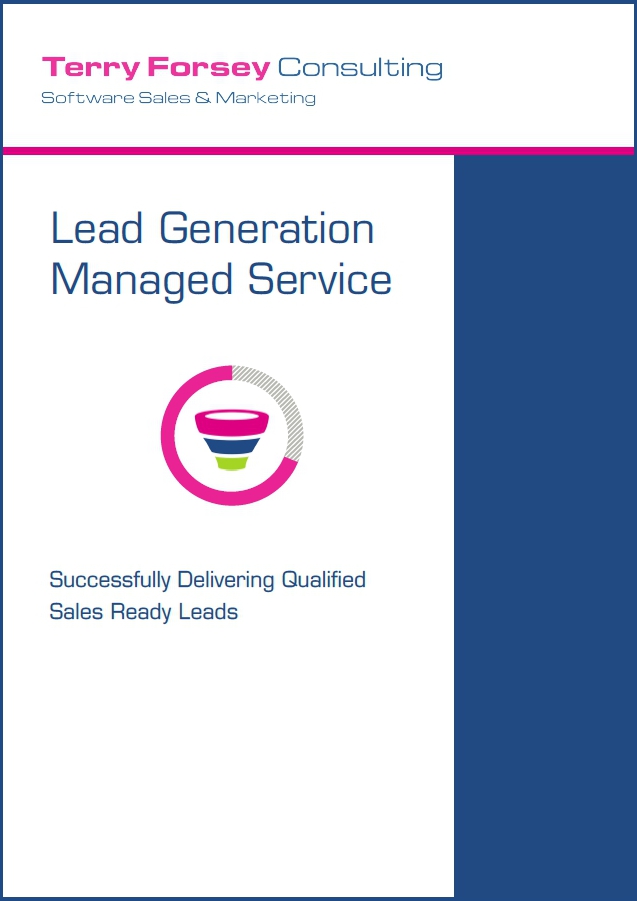 Terry Forsey Consulting
Software Sales & Marketing
Lead Generation
Managed Service
Successfully Delivering Qualified
Sales Ready Leads